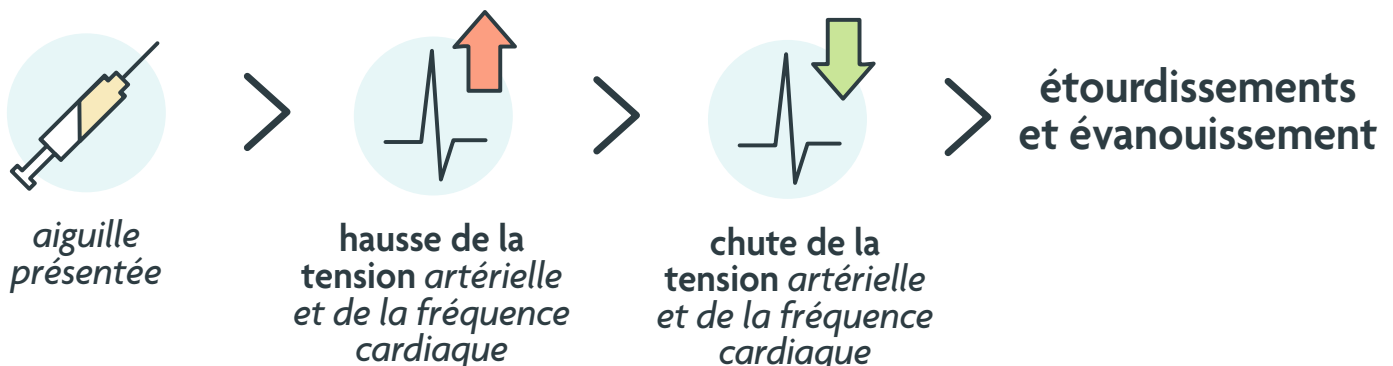 aiguille
présentée
hausse de la
tension artérielle
et de la fréquence
cardiaque
chute de la
tension artérielle
et de la fréquence
cardiaque
étourdissements
et évanouissement